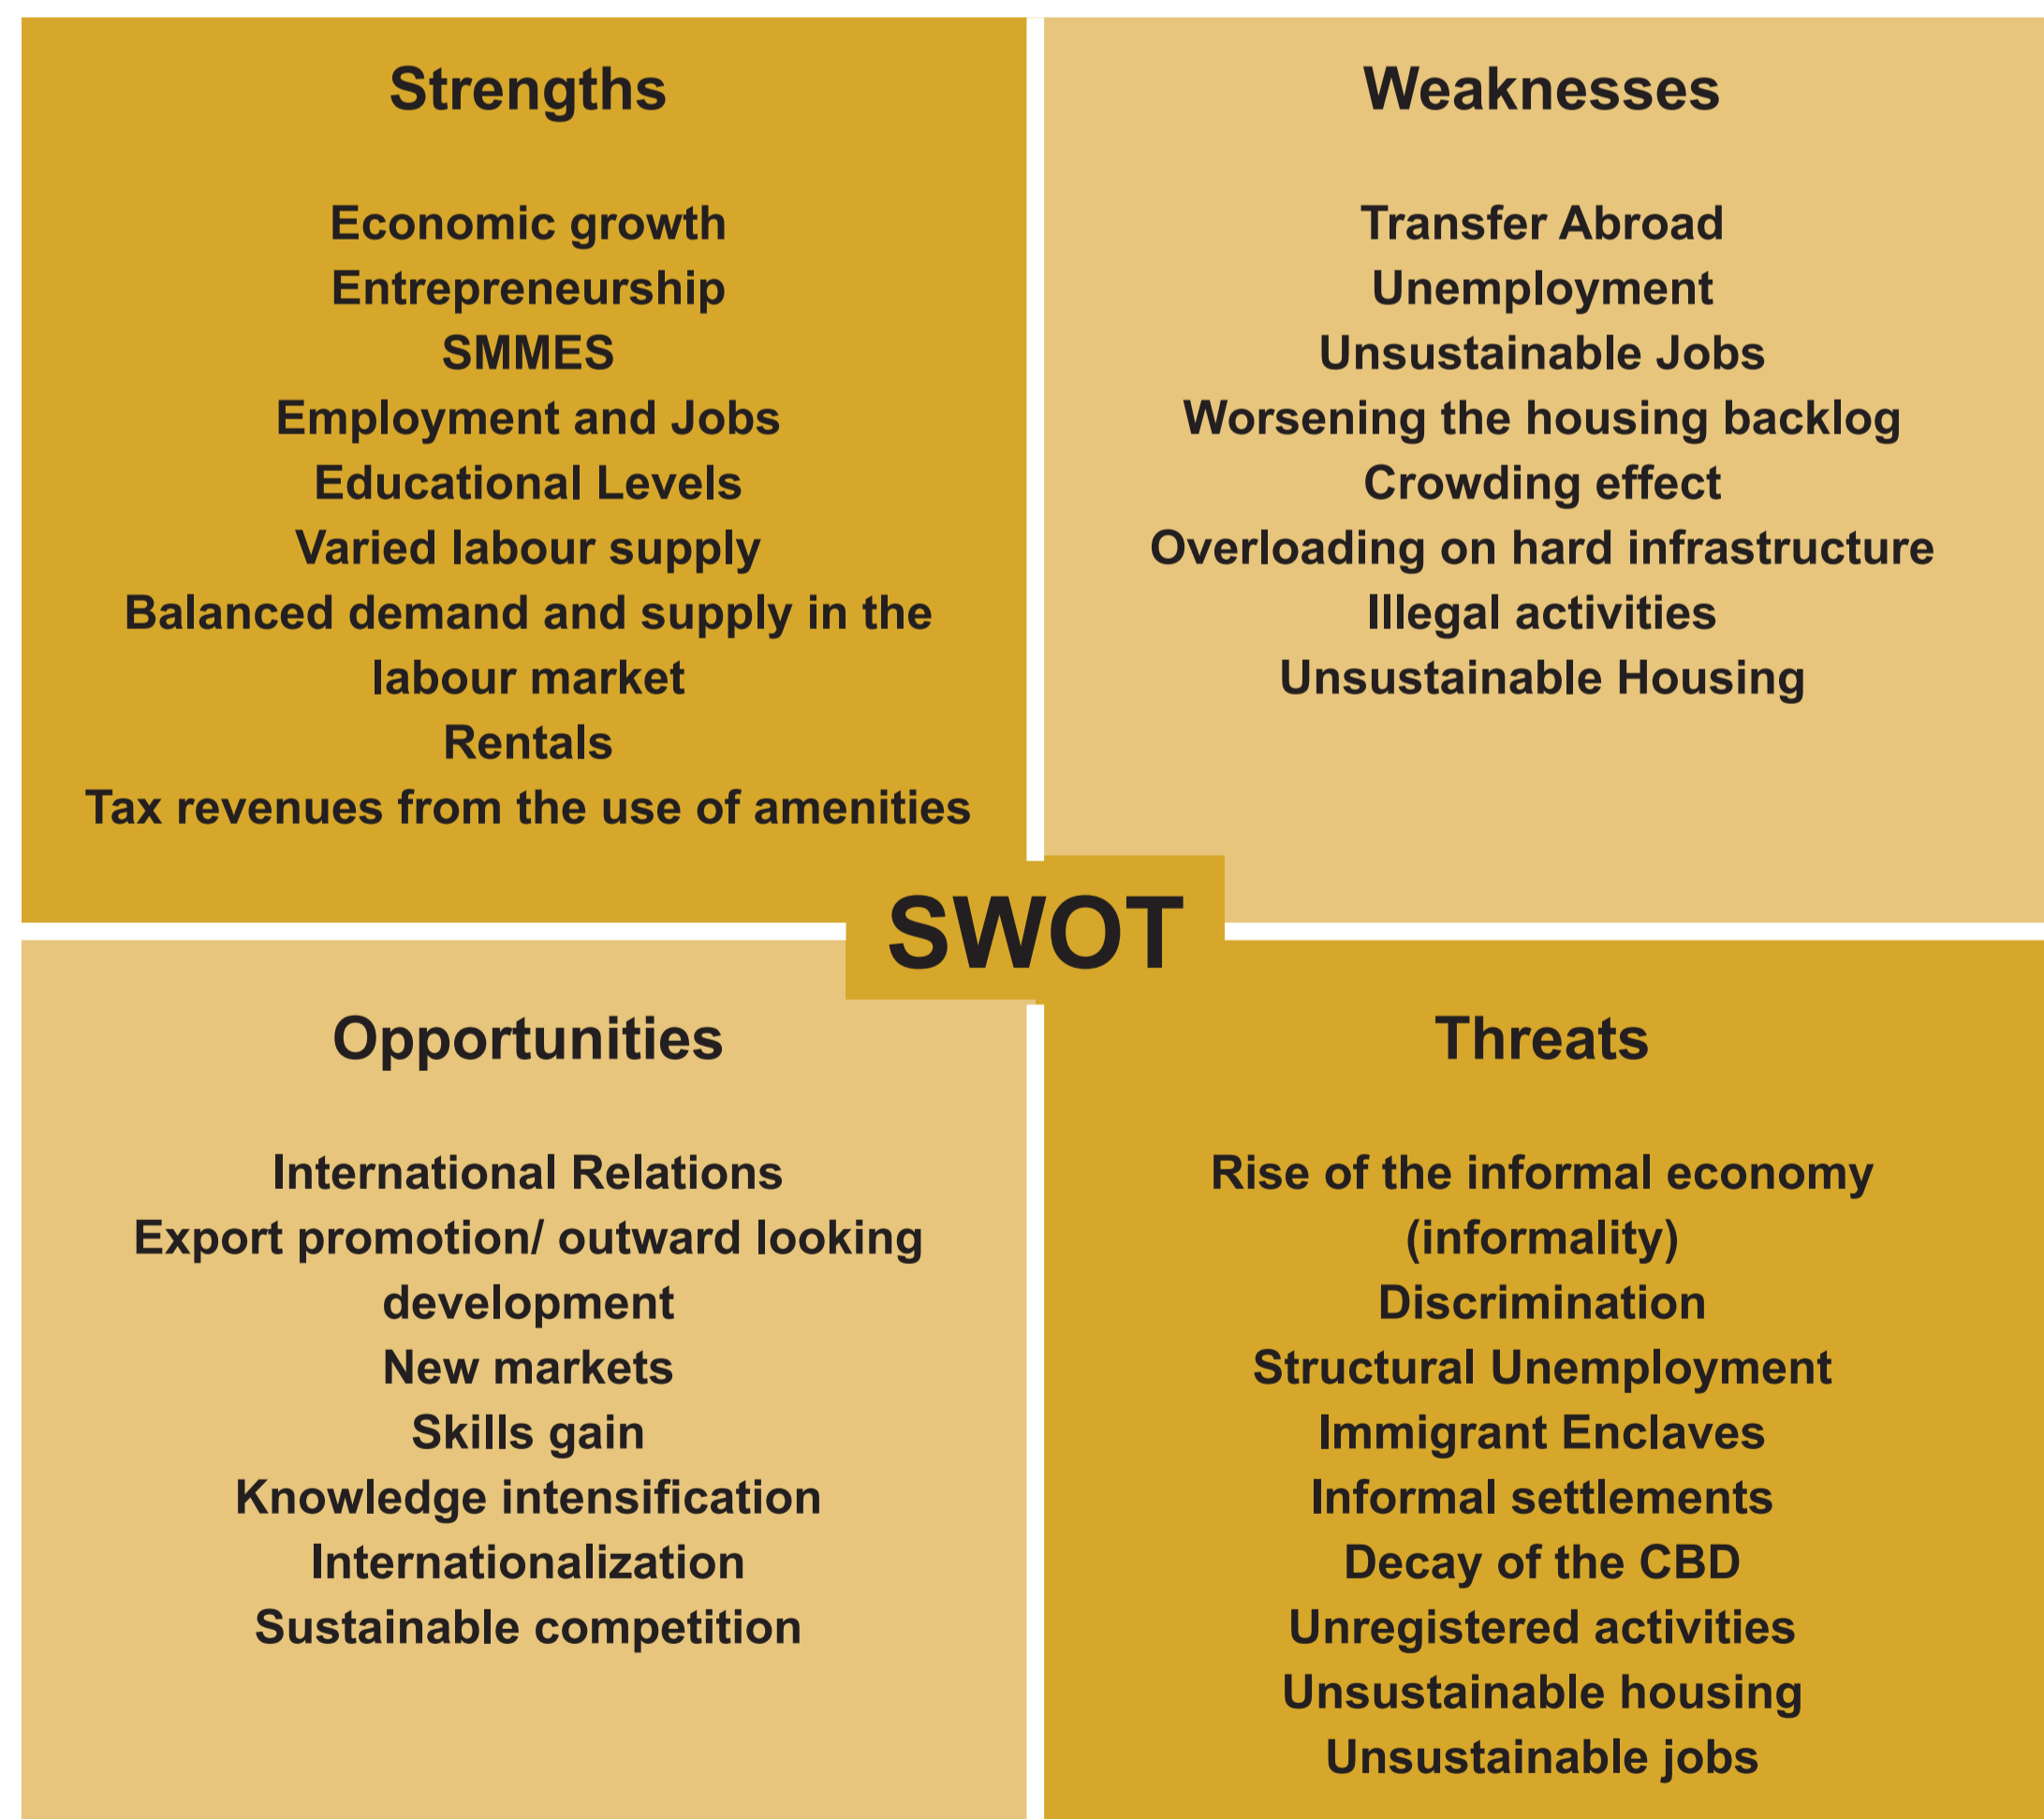 Strengths
Economic growth
Entrepreneurship
SMMES
Employment and Jobs
Educational Levels
Varied labour supply
Balanced demand and supply in the
labour market
Rentals
Tax revenues from the use of amenities
Weaknesses
Transfer Abroad
Unemployment
Unsustainable Jobs
Worsening the housing backlog
Crowding effect
Overloading on hard infrastructure
Illegal activities
Unsustainable Housing
SWOT
Opportunities
International Relations
Export promotion/ outward looking
development
New markets
Skills gain
Knowledge intensification
Internationalization
Sustainable competition
Threats
Rise of the informal economy
(informality)
Discrimination
Structural Unemployment
Immigrant Enclaves
Informal settlements
Decay of the CBD
Unregistered activities
Unsustainable housing
Unsustainable jobs